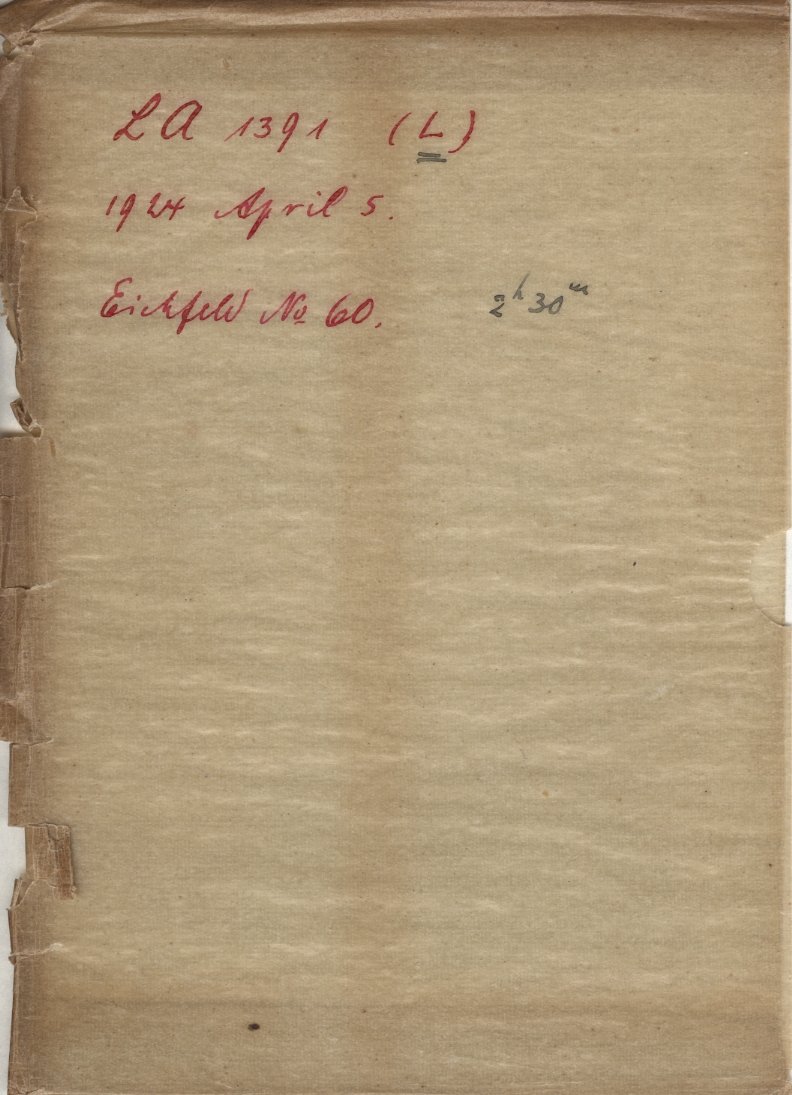 LA 1391 (L)
1924 April 5.
Eichfeld No 60. 2h 30m